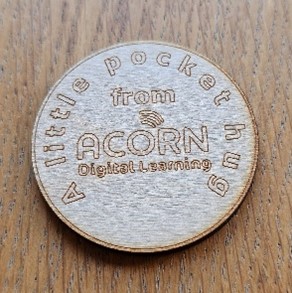 A little pocket hug
from
ACORN
Digital Learning